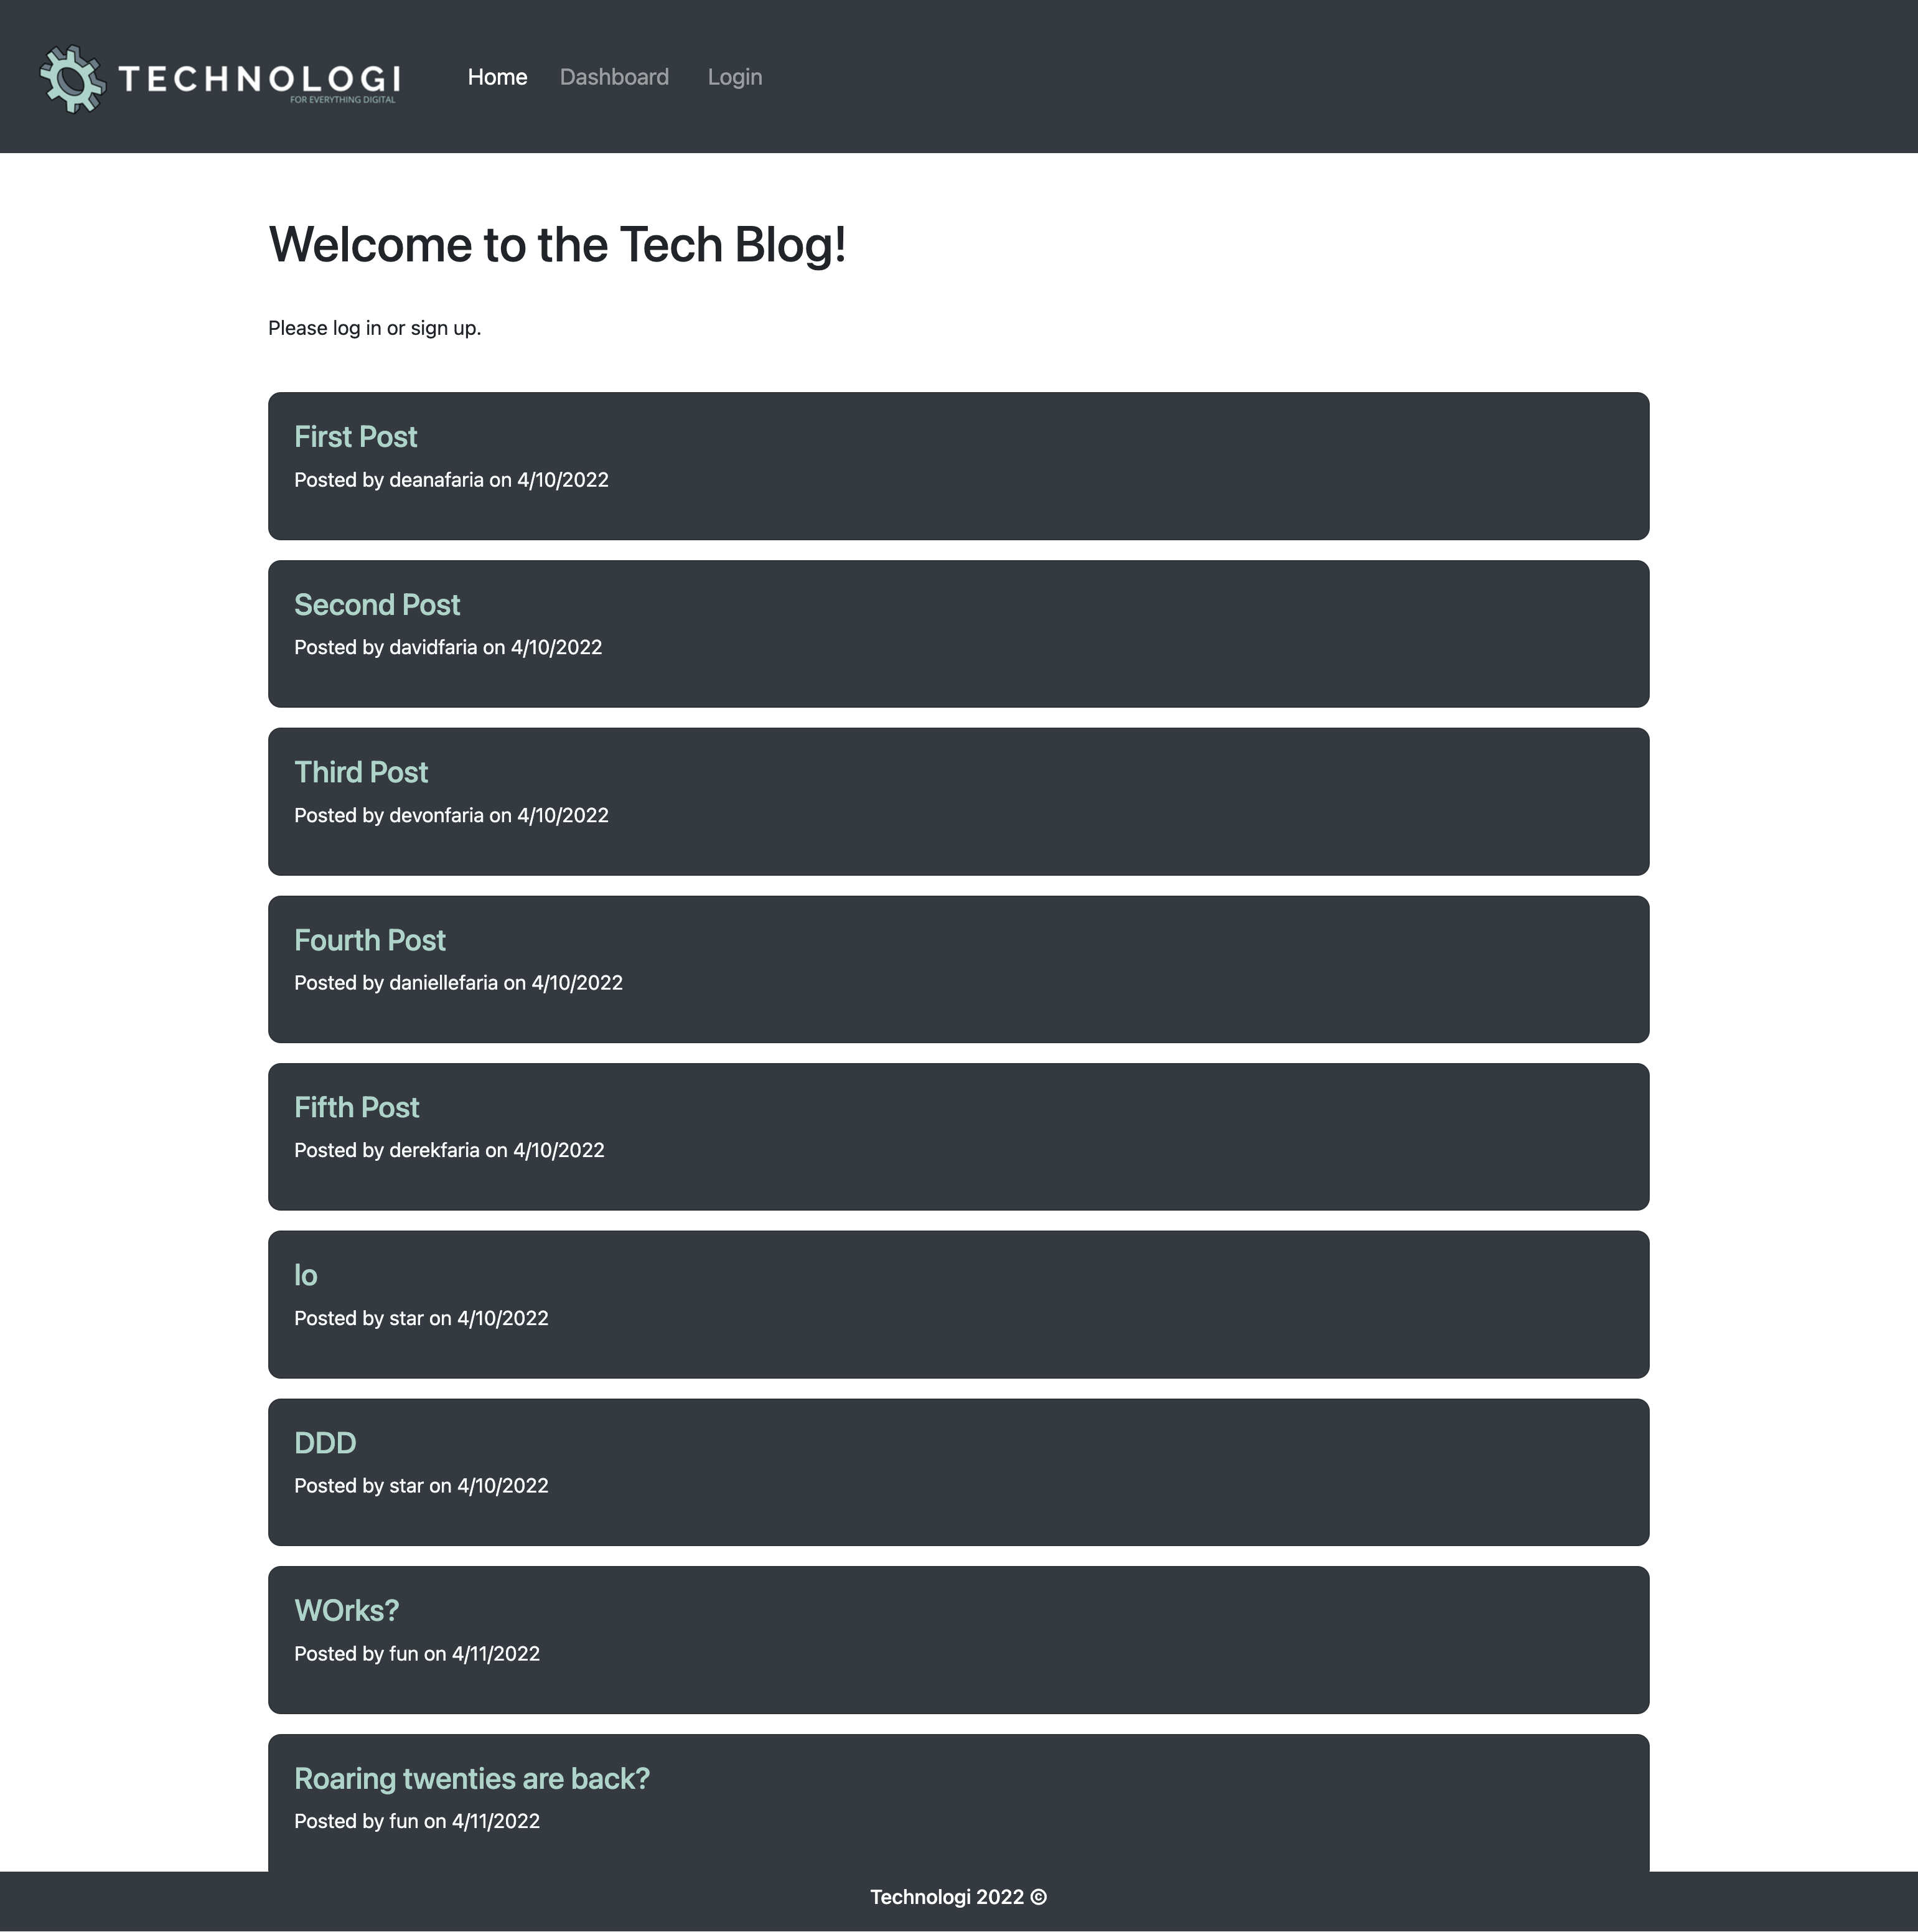 TECHNOLOGI
FOR EVERYTHING DIGITAL
Home Dashboard Login
Welcome to the Tech Blog!
Please log in or sign up.
First Post
Posted by deanafaria on 4/10/2022
Second Post
Posted by davidfaria on 4/10/2022
Third Post
Posted by devonfaria on 4/10/2022
Fourth Post
Posted by daniellefaria on 4/10/2022
Fifth Post
Posted by derekfaria on 4/10/2022
lo
Posted by star on 4/10/2022
DDD
Posted by star on 4/10/2022
WOrks?
Posted by fun on 4/11/2022
Roaring twenties are back?
Posted by fun on 4/11/2022
Technologi 2022 ©